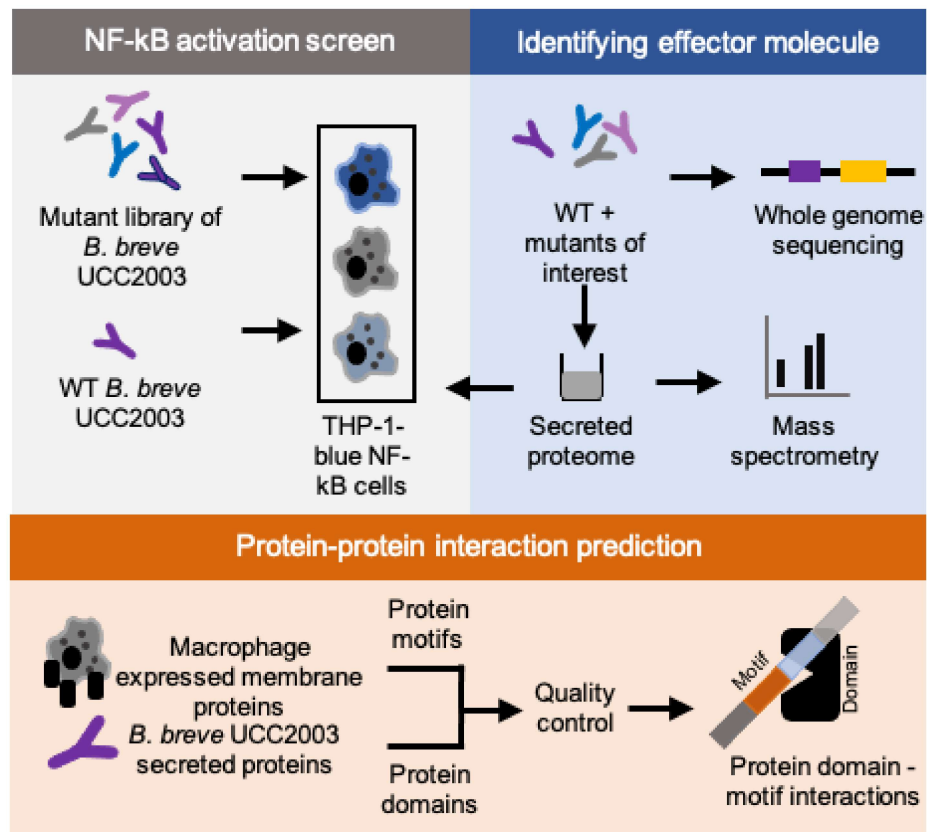 NF-kB activation screen
Mutant library of
B. breve
UCC2003
WT B. breve
UCC2003
THP-1-
blue NF-
kB cells
Identifying effector molecule
WT +
mutants of
interest
Whole genome
sequencing
Secreted
proteome
Mass
spectrometry
Protein-protein interaction prediction
Macrophage
expressed membrane
proteins
B. breve UCC2003
secreted proteins
Protein
motifs
Protein
domains
Quality
control
Motif
Domain
Protein domain -
motif interactions